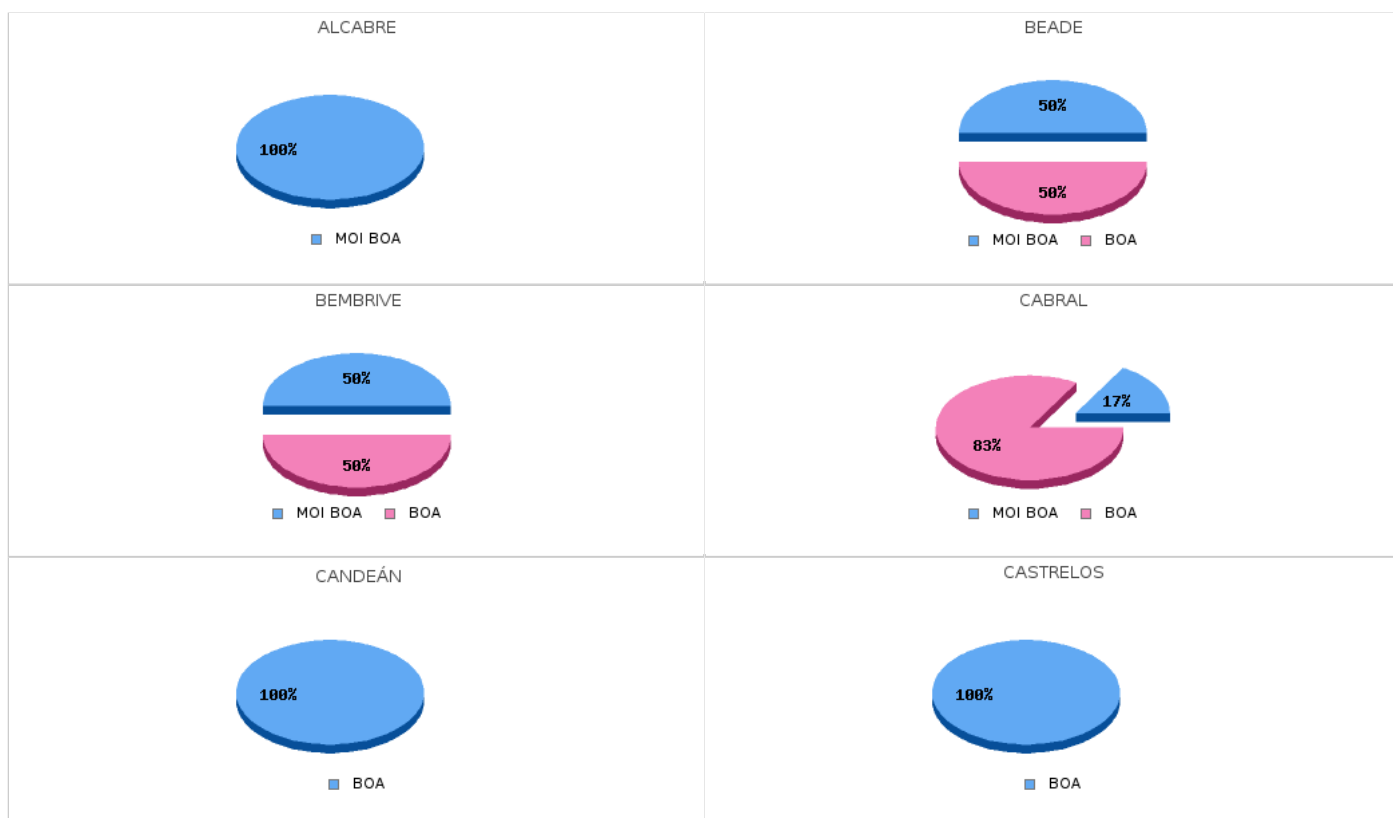 ALCABRE
100%
MOI BOA
BEADE
50%
50%
MOI BOA BOA
BEMBRIVE
50%
50%
MOI BOA BOA
CABRAL
17%
83%
MOI BOA BOA
CANDEÁN
100%
BOA
CASTRELOS
100%
BOA